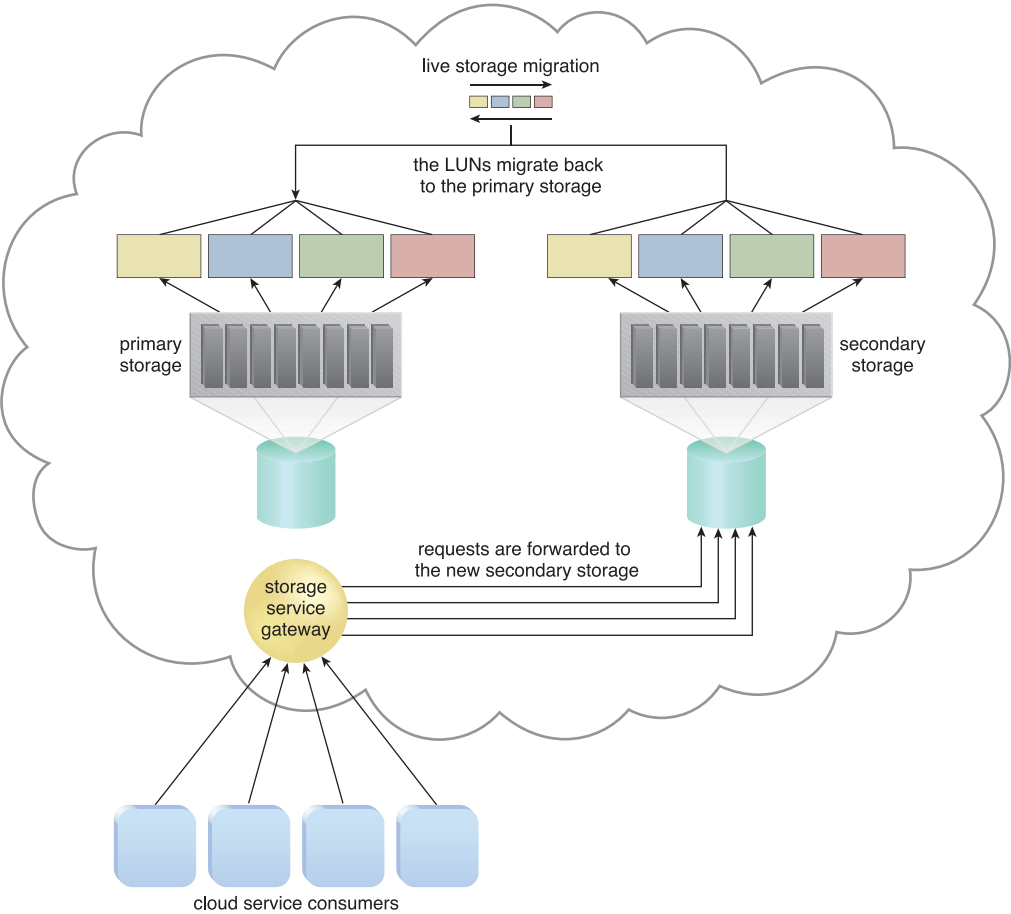 live storage migration
the LUNs migrate back
to the primary storage
primary
storage
secondary
storage
requests are forwarded to
the new secondary storage
storage
service
gateway
cloud service consumers